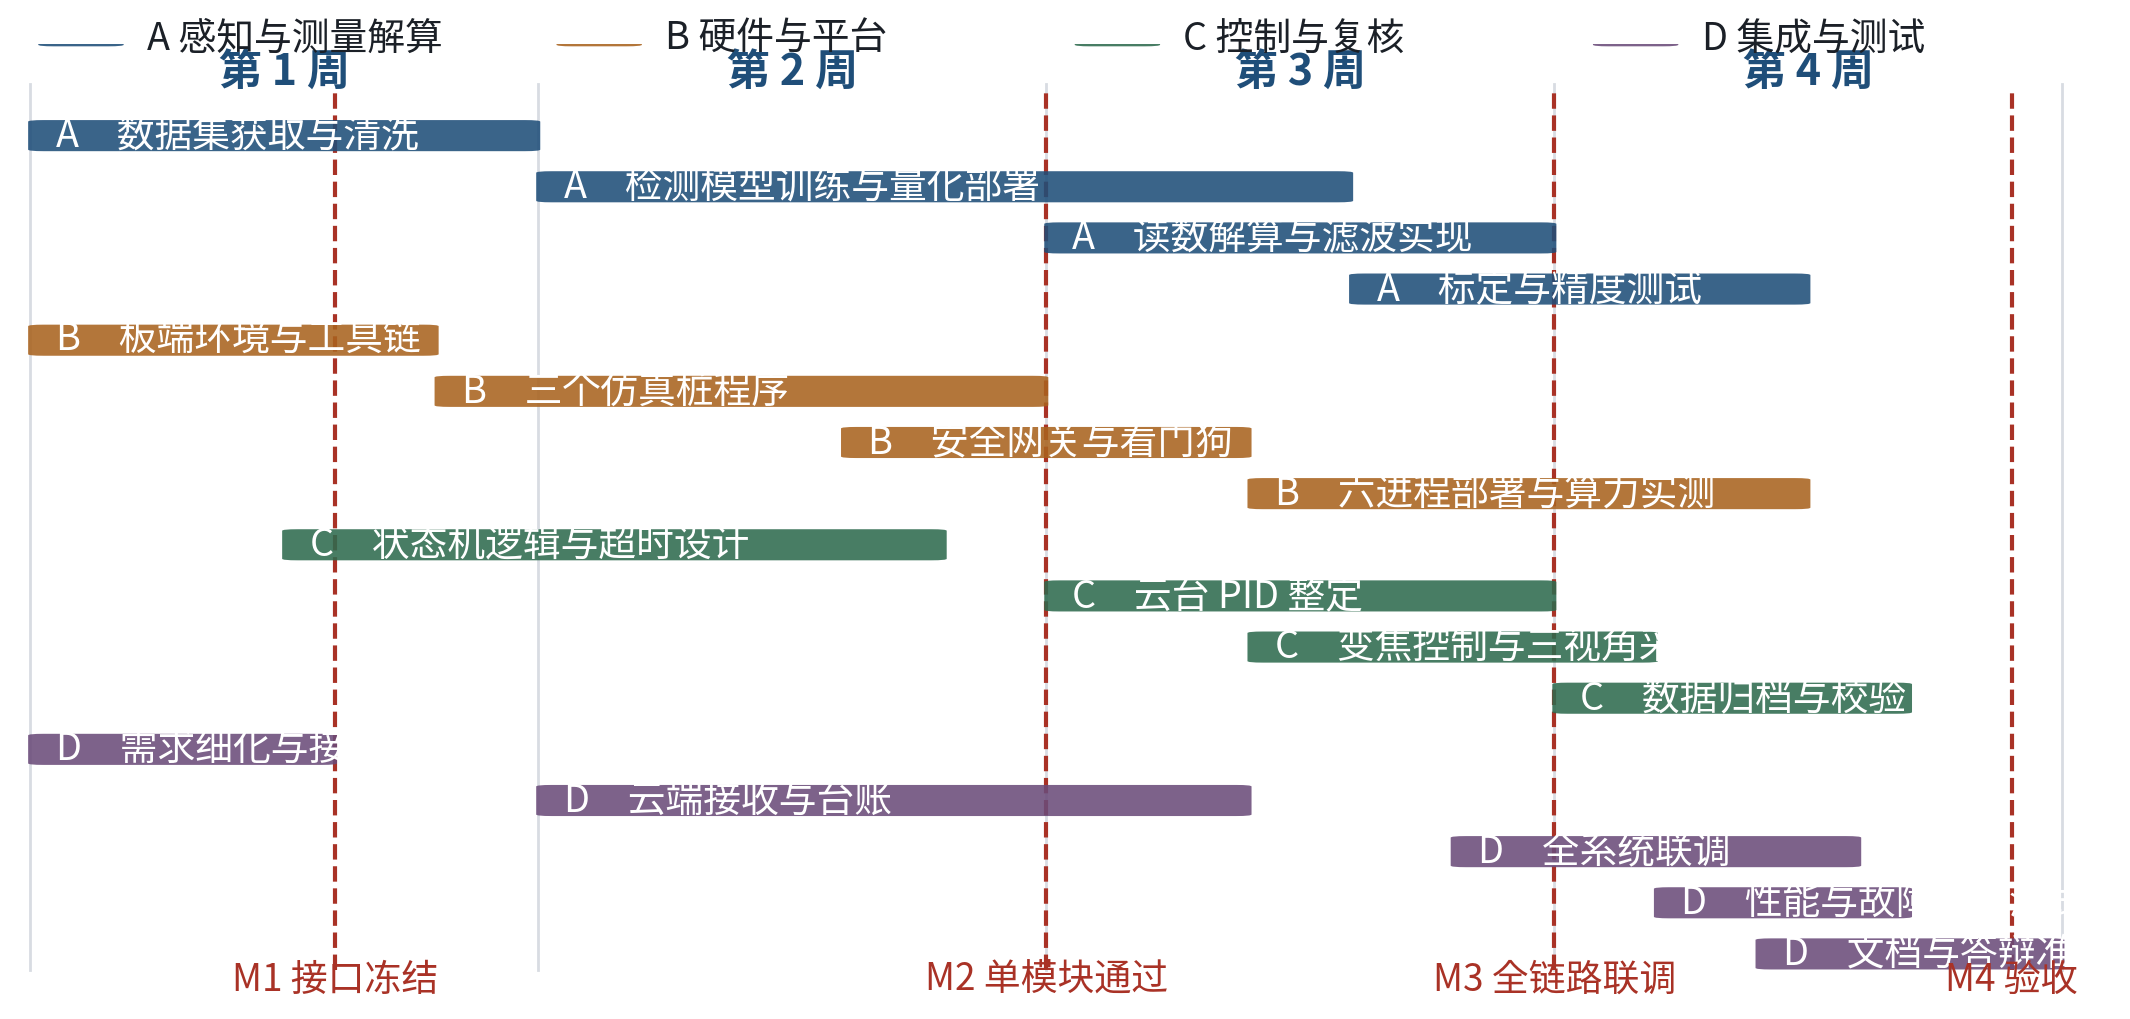 A 感知与测量解算
B 硬件与平台
C 控制与复核
D 集成与测试
第 1 周
第 2 周
第 3 周
第 4 周
A 数据集获取与清洗
A 检测模型训练与量化部署
A 读数解算与滤波实现
A 标定与精度测试
B 板端环境与工具链
B 三个仿真桩程序
B 安全网关与看门狗
B 六进程部署与算力实测
C 状态机逻辑与超时设计
C 云台 PID 整定
C 变焦控制与三视角采
C 数据归档与校验
D 需求细化与接
D 云端接收与台账
D 全系统联调
D 性能与故障
D 文档与答辩准
M1 接口冻结
M2 单模块通过
M3 全链路联调
M4 验收